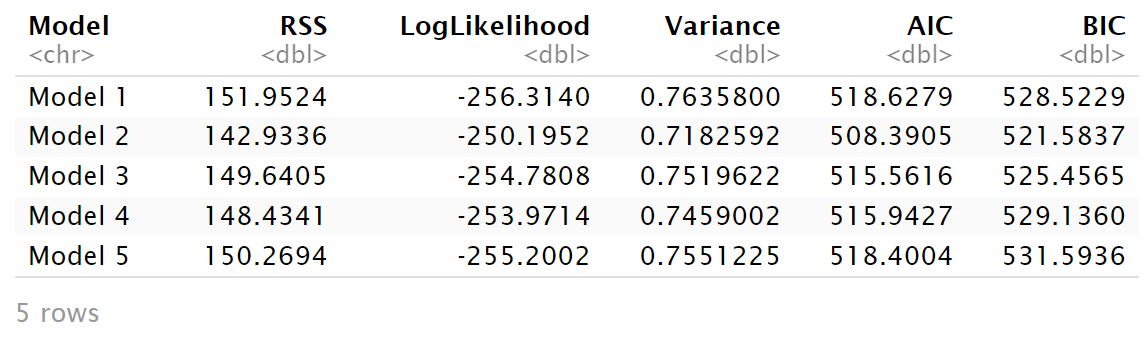 Model RSS LogLikelihood Variance AIC BIC
<chr> <dbl> <dbl> <dbl> <dbl> <dbl>
Model 1 151.9524 -256.3140 0.7635800 518.6279 528.5229
Model 2 142.9336 -250.1952 0.7182592 508.3905 521.5837
Model 3 149.6405 -254.7808 0.7519622 515.5616 525.4565
Model 4 148.4341 -253.9714 0.7459002 515.9427 529.1360
Model 5 150.2694 -255.2002 0.7551225 518.4004 531.5936
5 rows